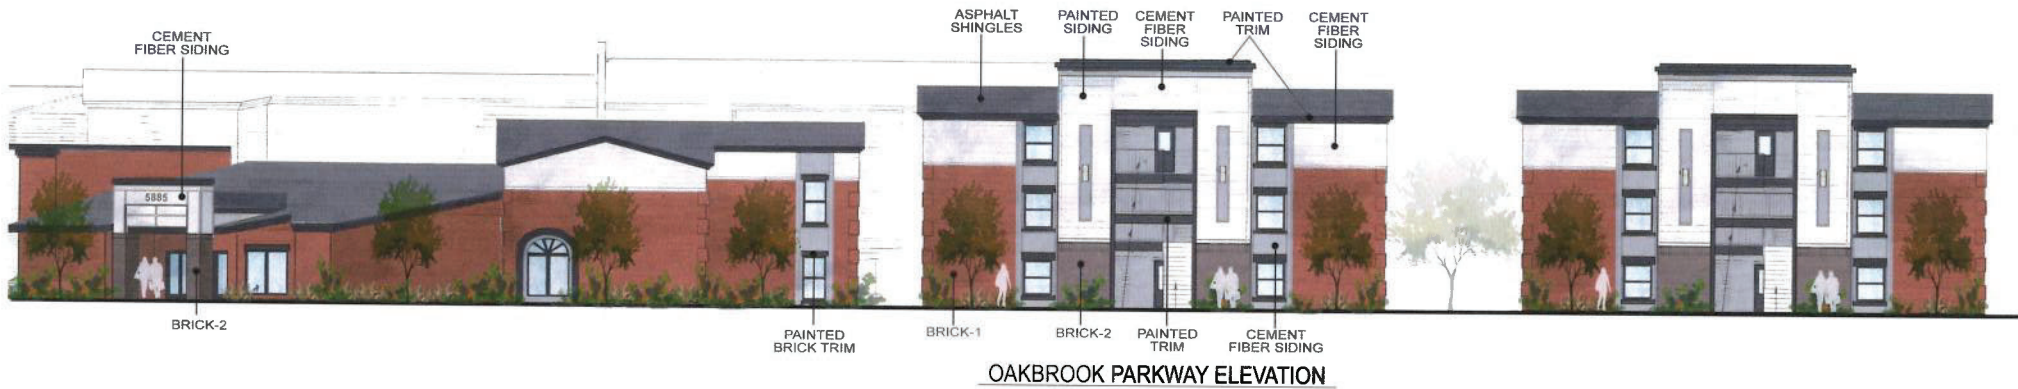 CEMENT
FIBER SIDING
ASPHALT
SHINGLES
PAINTED
SIDING
CEMENT
FIBER
SIDING
PAINTED
TRIM
CEMENT
FIBER
SIDING
5885
BRICK-2
PAINTED
BRICK TRIM
BRICK-1
BRICK-2
PAINTED
TRIM
CEMENT
FIBER SIDING
OAKBROOK PARKWAY ELEVATION